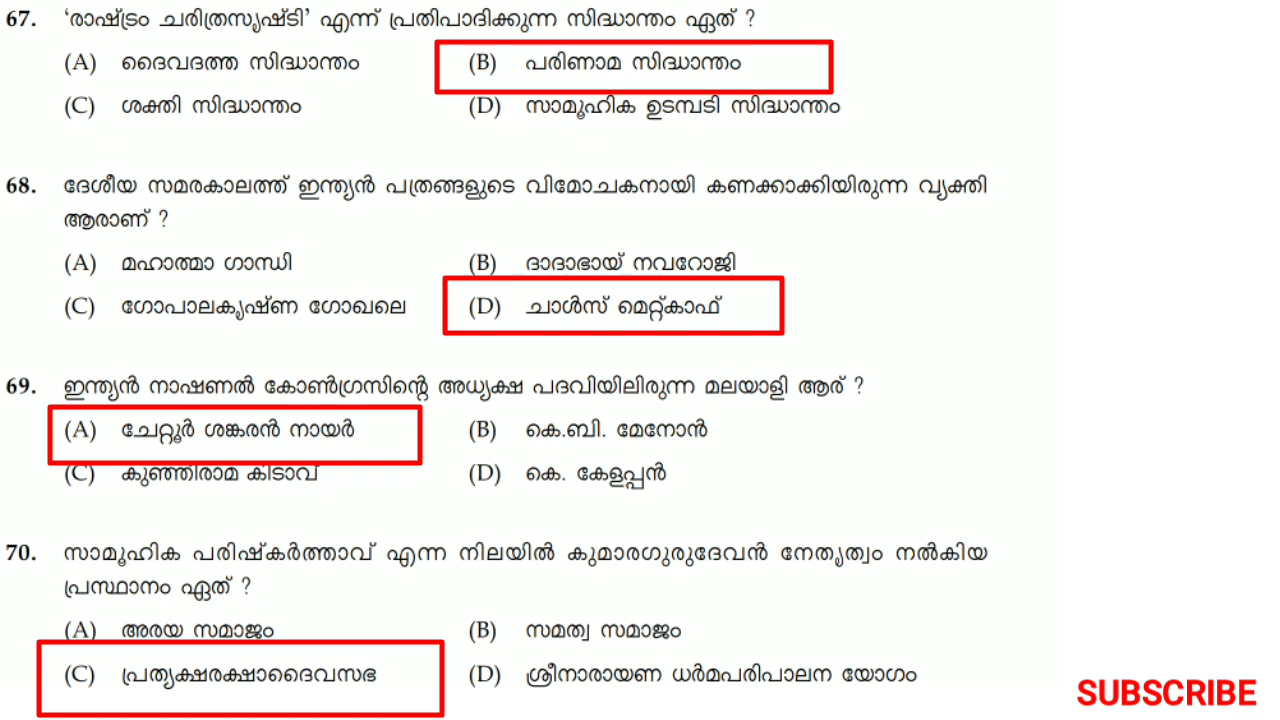 67. ‘രാഷ്ട്രം ചരിത്രസൃഷ്ടി’ എന്ന് പ്രതിപാദിക്കുന്ന സിദ്ധാന്തം ഏത് ?
(A) ദൈവദത്ത സിദ്ധാന്തം (B) പരിണാമ സിദ്ധാന്തം
(C) ശക്തി സിദ്ധാന്തം (D) സാമൂഹിക ഉടമ്പടി സിദ്ധാന്തം
68. ദേശീയ സമരകാലത്ത് ഇന്ത്യൻ പത്രങ്ങളുടെ വിമോചകനായി കണക്കാക്കിയിരുന്ന വ്യക്തി
ആരാണ് ?
(A) മഹാത്മാ ഗാന്ധി (B) ദാദാഭായ് നവറോജി
(C) ഗോപാലകൃഷ്ണ ഗോഖലെ (D) ചാൾസ് മെറ്റ്കാഫ്
69. ഇന്ത്യൻ നാഷണൽ കോൺഗ്രസിന്റെ അധ്യക്ഷ പദവിയിലിരുന്ന മലയാളി ആര് ?
(A) ചേറ്റൂർ ശങ്കരൻ നായർ (B) കെ.ബി. മേനോൻ
(C) കുഞ്ഞിരാമ കിടാവ് (D) കെ. കേളപ്പൻ
70. സാമൂഹിക പരിഷ്കർത്താവ് എന്ന നിലയിൽ കുമാരഗുരുദേവൻ നേതൃത്വം നൽകിയ
പ്രസ്ഥാനം ഏത് ?
(A) അരയ സമാജം (B) സമത്വ സമാജം
(C) പ്രത്യക്ഷരക്ഷാദൈവസഭ (D) ശ്രീനാരായണ ധർമപരിപാലന യോഗം
SUBSCRIBE